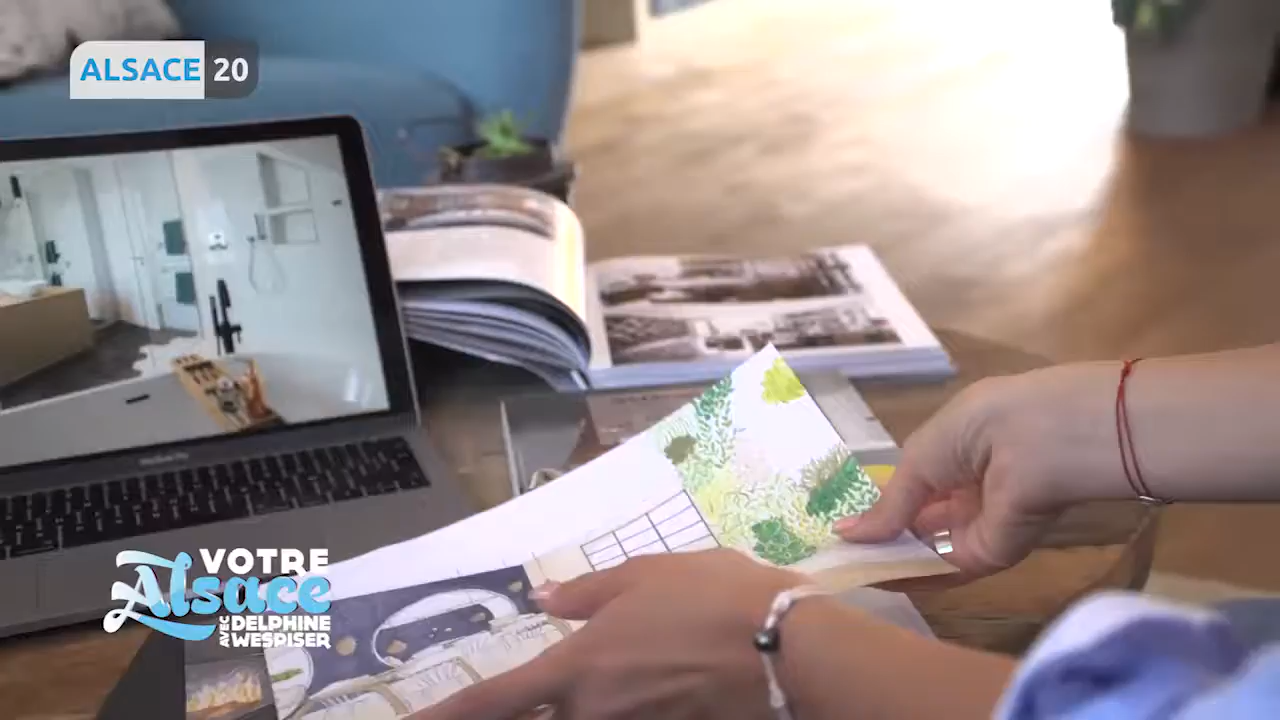 ALSACE 20
VOTRE
Alsace
AVEC DELPHINE
WESPISER